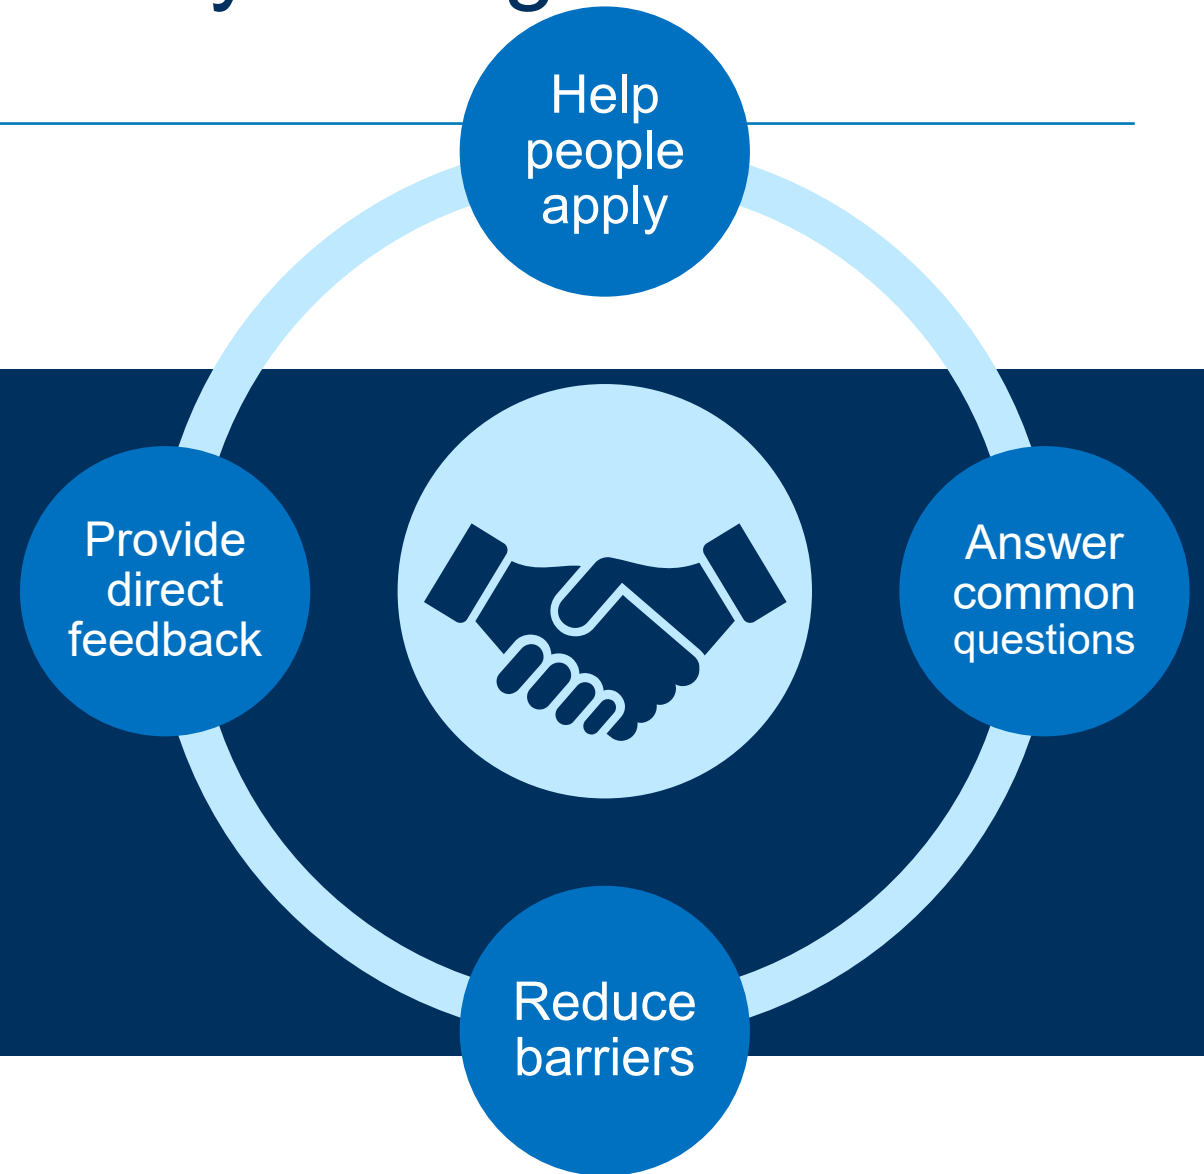 Help
people
apply
Provide
direct
feedback
Answer
common
questions
Reduce
barriers